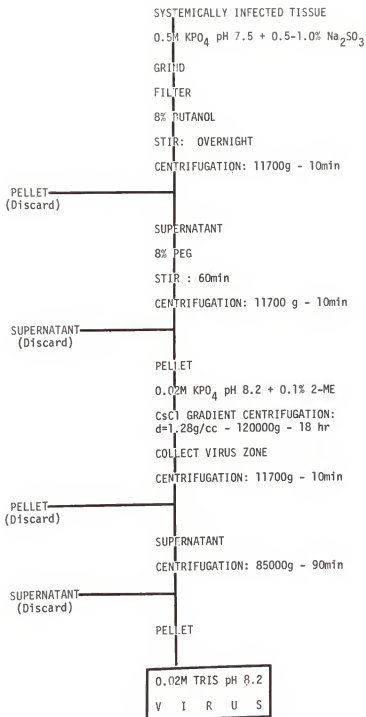 SYSTEMICALLY INFECTED TISSUE
0.5M KPO4 pH 7.5 + 0.5-1.0% Na2SO3
GRIND
FILTER
8% BUTANOL
STIR: OVERNIGHT
CENTRIFUGATION: 11700g - 10min
PELLET
(Discard)
SUPERNATANT
8% PEG
STIR : 60min
CENTRIFUGATION: 11700 g - 10min
SUPERNATANT
(Discard)
PELLET
0.02M KPO4 pH 8.2 + 0.1% 2-ME
CsCl GRADIENT CENTRIFUGATION:
d=1.28g/cc - 120000g - 18 hr
COLLECT VIRUS ZONE
CENTRIFUGATION: 11700g - 10min
PELLET
(Discard)
SUPERNATANT
CENTRIFUGATION: 85000g - 90min
SUPERNATANT
(Discard)
PELLET
0.02M TRIS pH 8.2
V I R U S